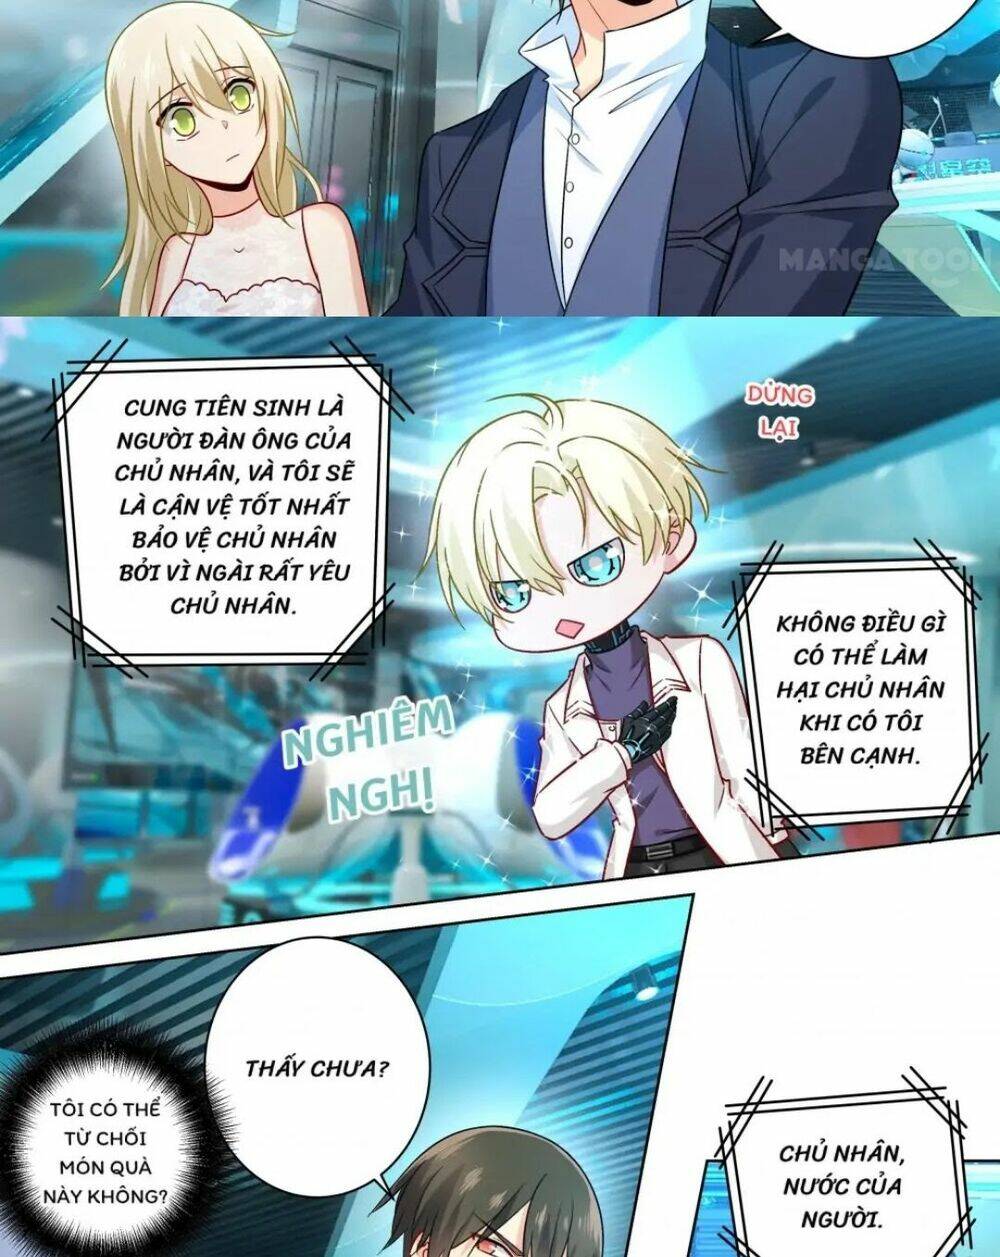 MANGATOON
CUNG TIÊN SINH LÀ
NGƯỜI ĐÀN ÔNG CỦA
CHỦ NHÂN, VÀ TÔI SẼ
LÀ CẬN VỆ TỐT NHẤT
BẢO VỆ CHỦ NHÂN
BỞI VÌ NGÀI RẤT YÊU
CHỦ NHÂN.
DỪNG
LẠI
KHÔNG ĐIỀU GÌ
CÓ THỂ LÀM
HẠI CHỦ NHÂN
KHI CÓ TÔI
BÊN CẠNH.
NGHIÊM
NGHỊ
THẤY CHƯA?
TÔI CÓ THỂ
TỪ CHỐI
MÓN QUÀ
NÀY KHÔNG?
CHỦ NHÂN,
NƯỚC CỦA
NGƯỜI.